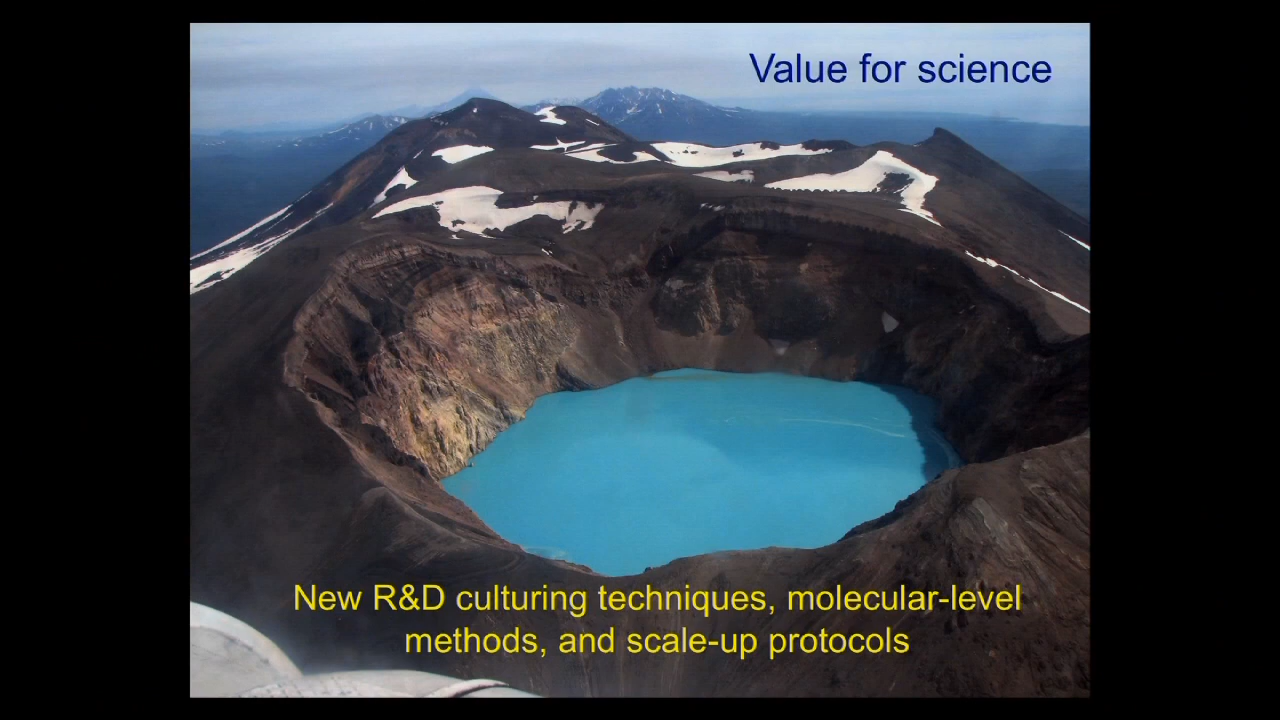 Value for science
New R&D culturing techniques, molecular-level
methods, and scale-up protocols